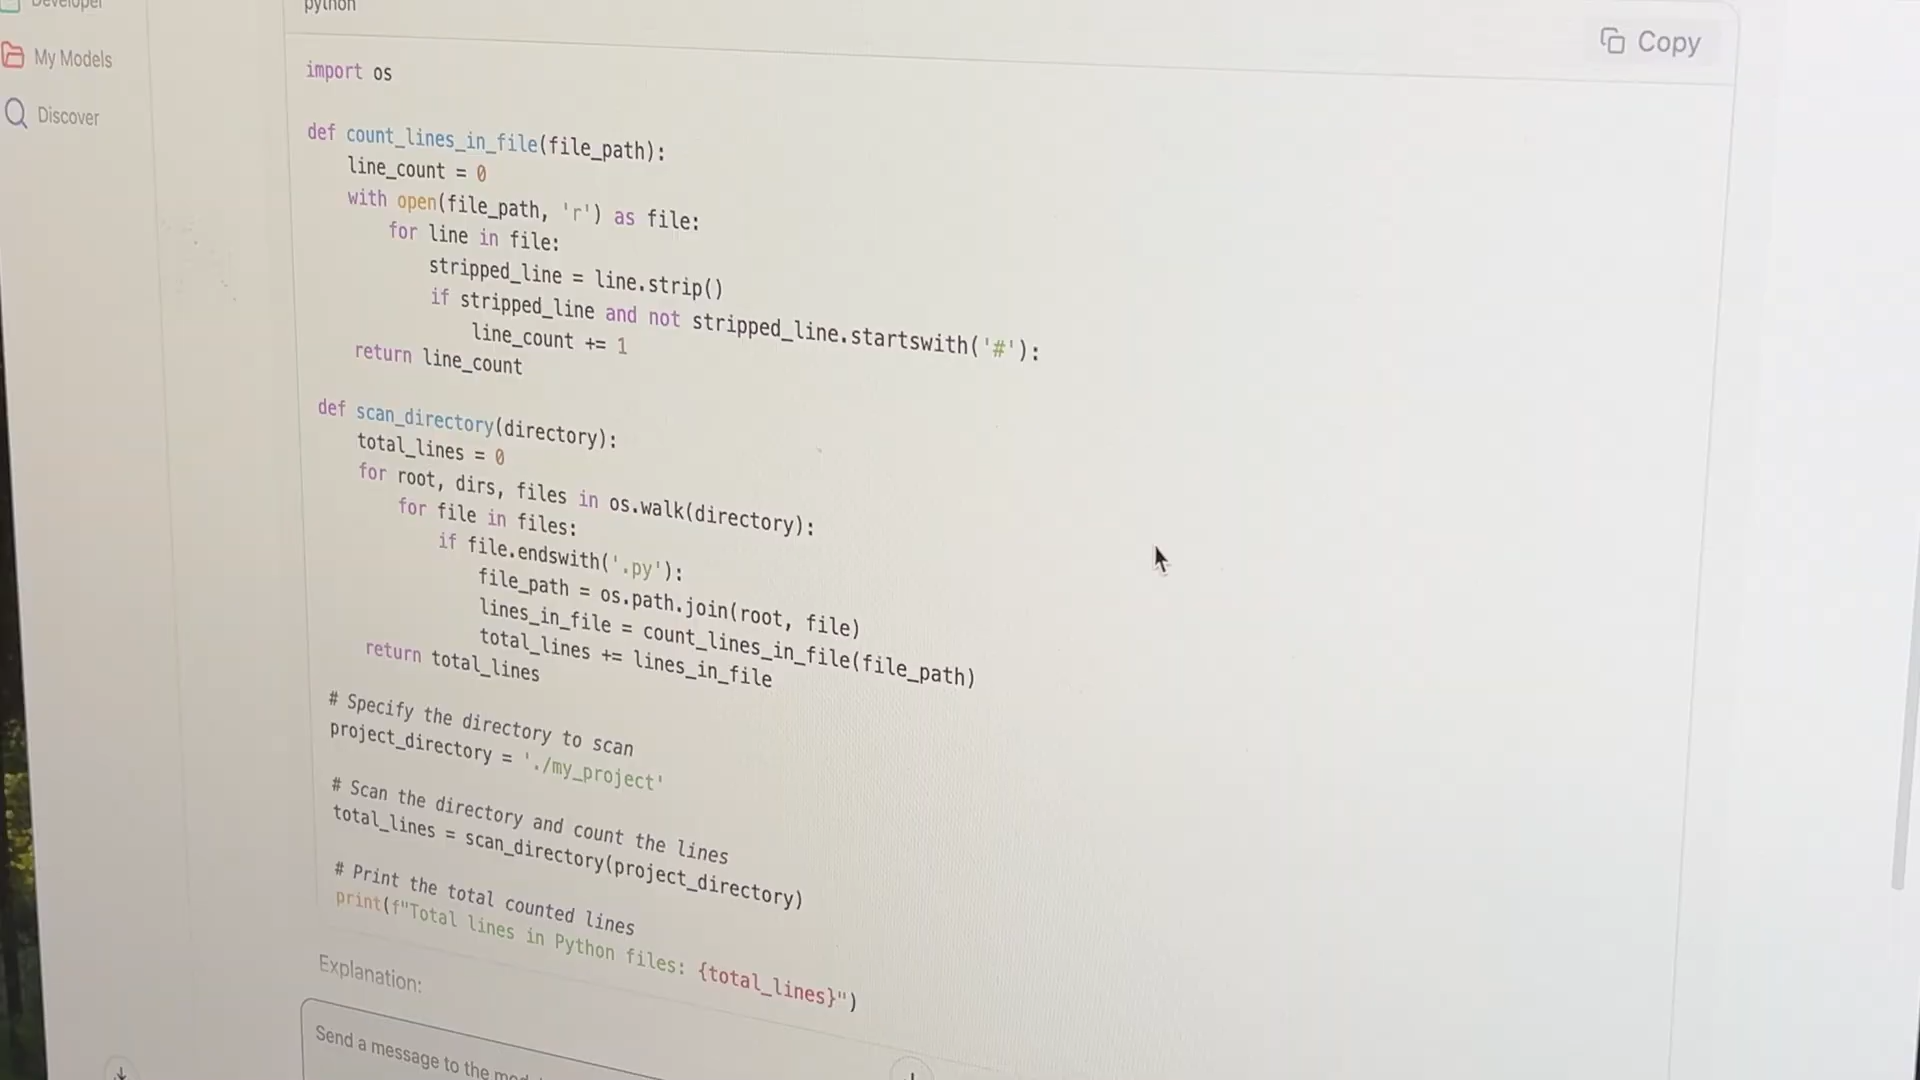 Developer
My Models
Discover
python
Copy
import os
def count_lines_in_file(file_path):
    line_count = 0
    with open(file_path, 'r') as file:
        for line in file:
            stripped_line = line.strip()
            if stripped_line and not stripped_line.startswith('#'):
                line_count += 1
    return line_count
def scan_directory(directory):
    total_lines = 0
    for root, dirs, files in os.walk(directory):
        for file in files:
            if file.endswith('.py'):
                file_path = os.path.join(root, file)
                lines_in_file = count_lines_in_file(file_path)
                total_lines += lines_in_file
    return total_lines
# Specify the directory to scan
project_directory = './my_project'
# Scan the directory and count the lines
total_lines = scan_directory(project_directory)
# Print the total counted lines
print(f"Total lines in Python files: {total_lines}")
Explanation:
Send a message to the